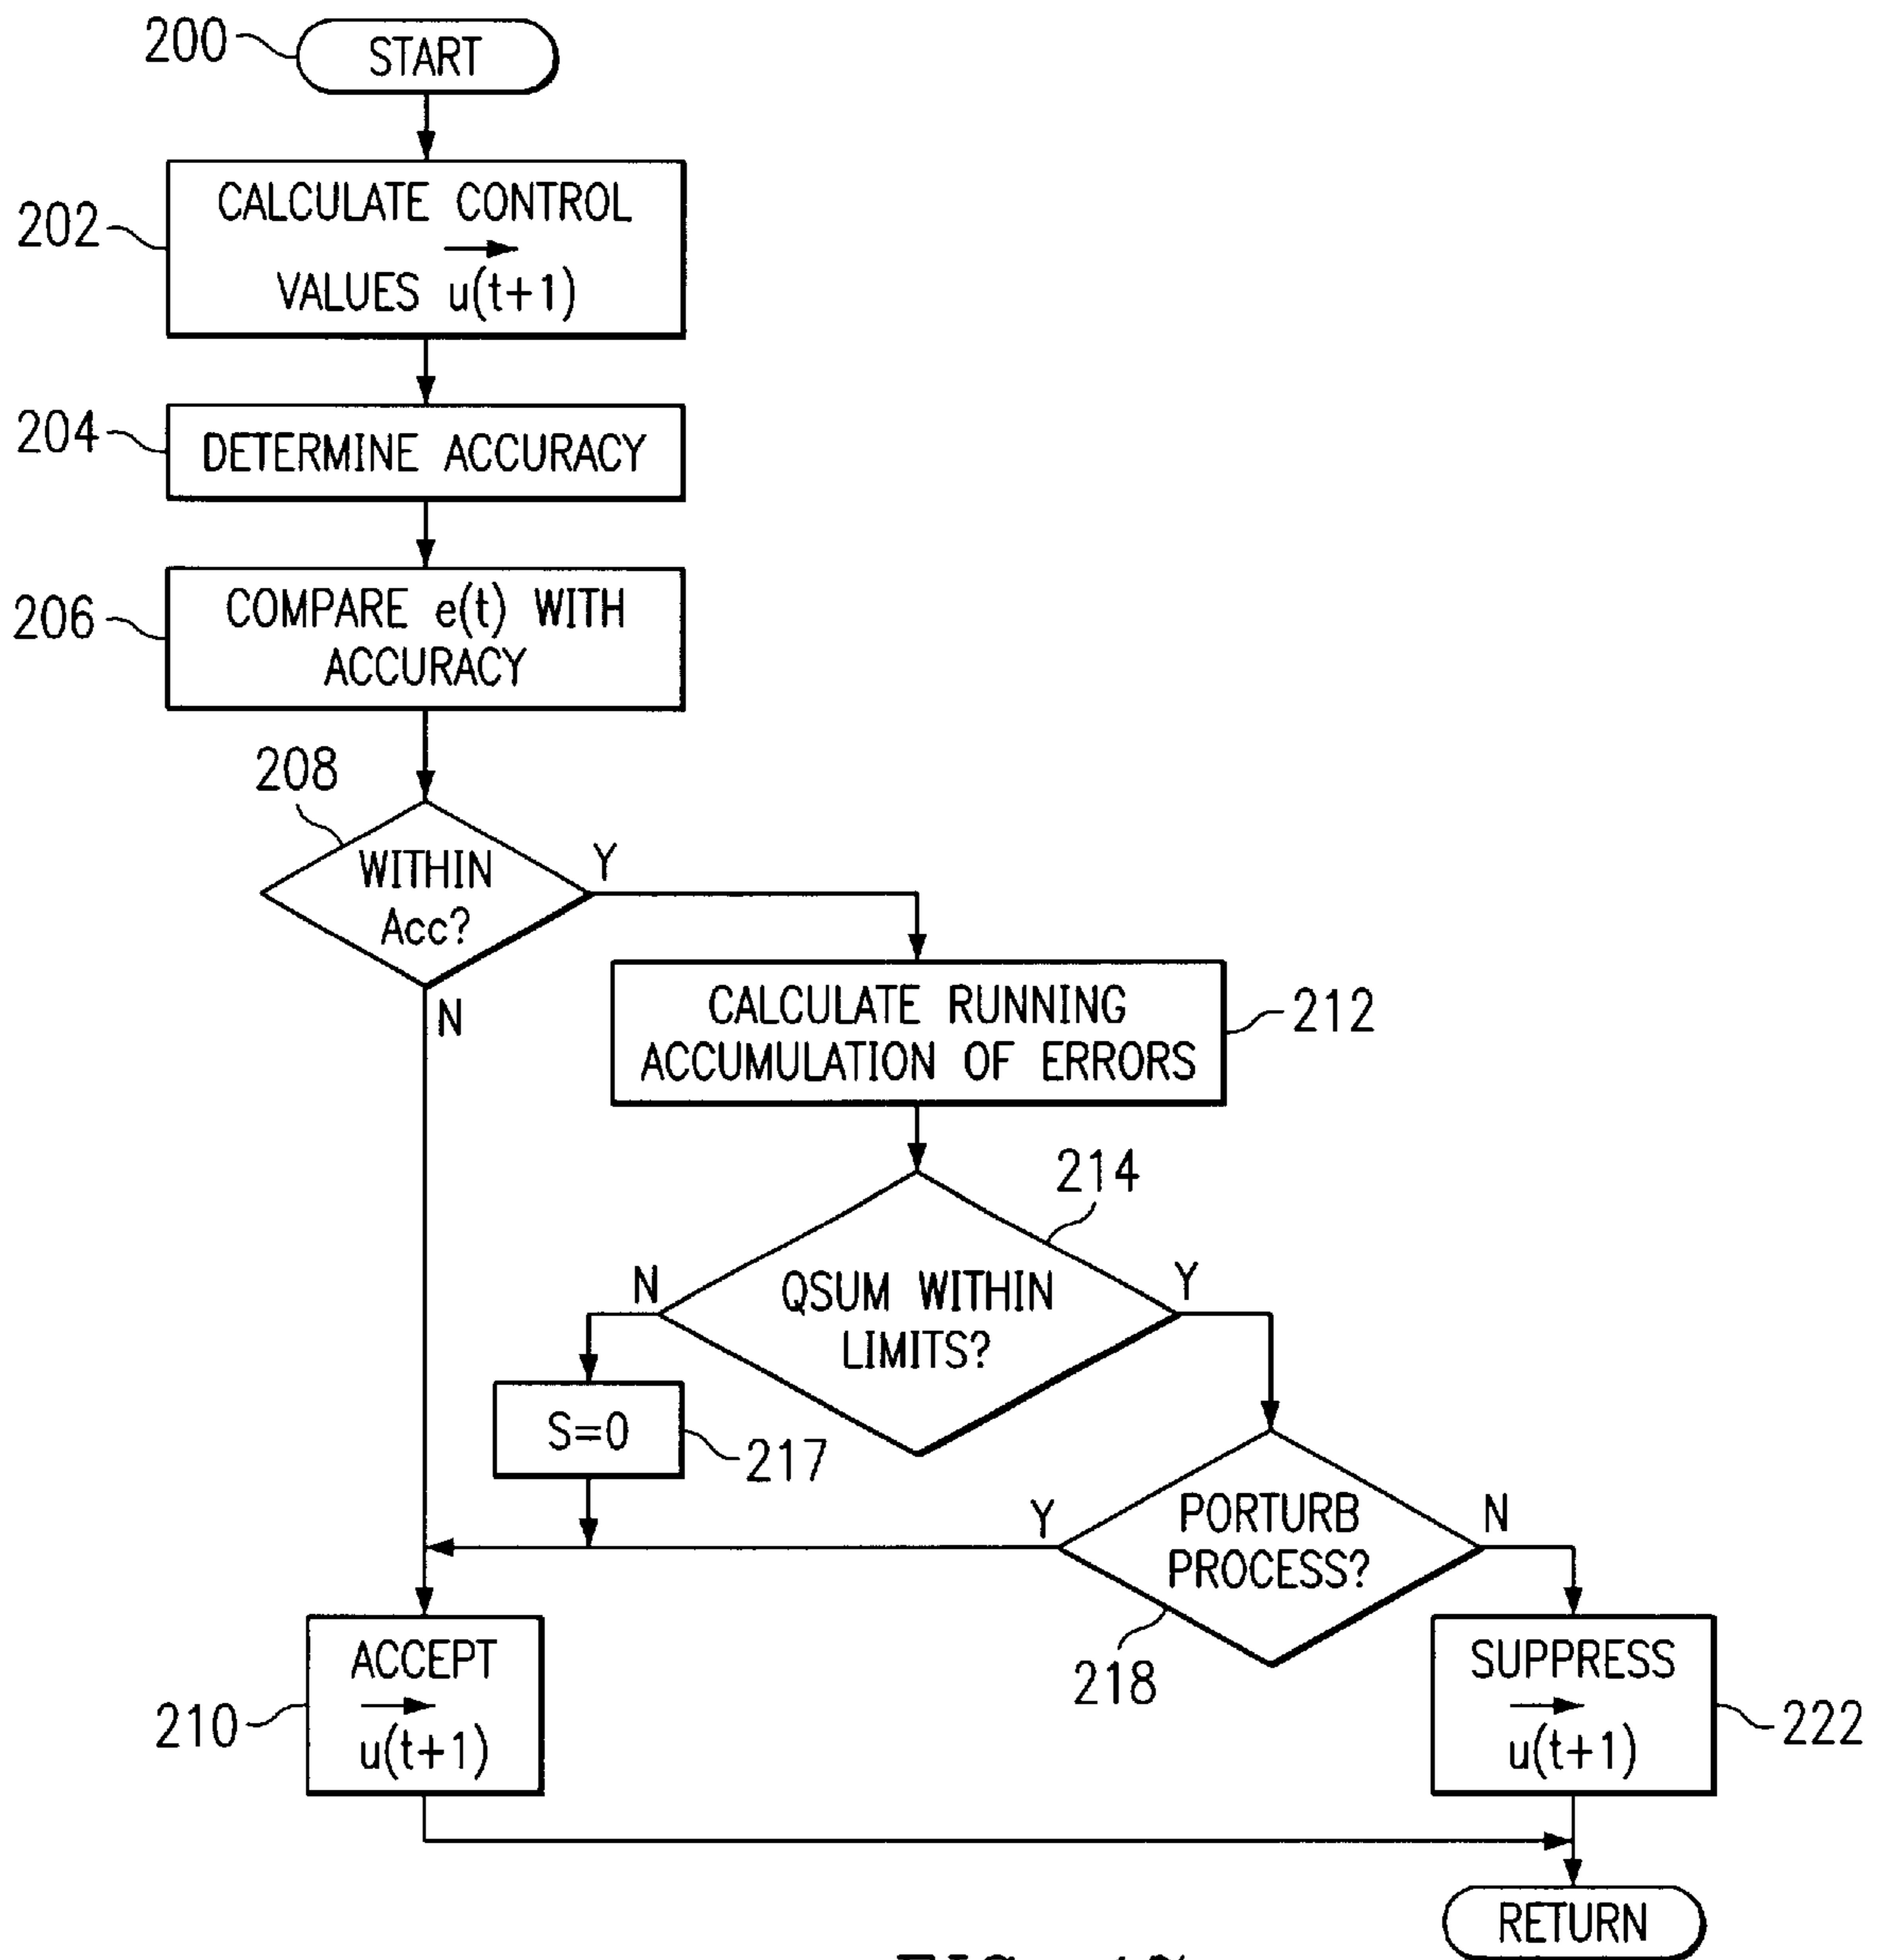 200
START
202
CALCULATE CONTROL
VALUES u(t+1)
204
DETERMINE ACCURACY
206
COMPARE e(t) WITH
ACCURACY
208
WITHIN
Acc?
Y
N
CALCULATE RUNNING
ACCUMULATION OF ERRORS
212
214
QSUM WITHIN
LIMITS?
N
Y
S=0
217
PORTURB
PROCESS?
Y
N
218
ACCEPT
u(t+1)
210
SUPPRESS
u(t+1)
222
RETURN